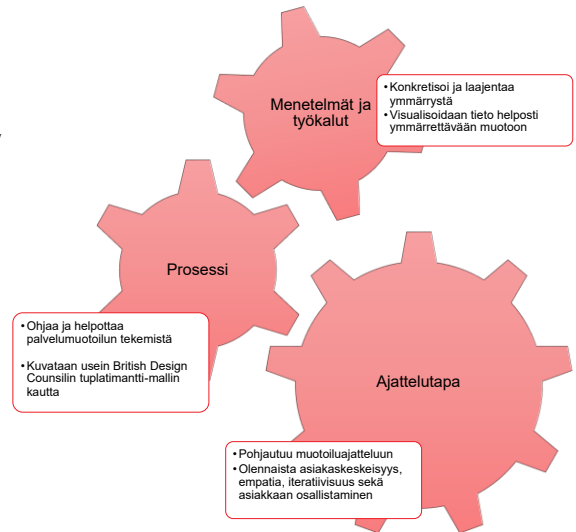 Menetelmät ja
työkalut
• Konkretisoi ja laajentaa
ymmärrystä
• Visualisoidaan tieto helposti
ymmärrettävään muotoon
Prosessi
• Ohjaa ja helpottaa
palvelumuotoilun tekemistä
• Kuvataan usein British Design
Counsilin tuplatimantti-mallin
kautta
Ajattelutapa
• Pohjautuu muotoiluajatteluun
• Olennaista asiakaskeskeisyys,
empatia, iteratiivisuus sekä
asiakkaan osallistaminen